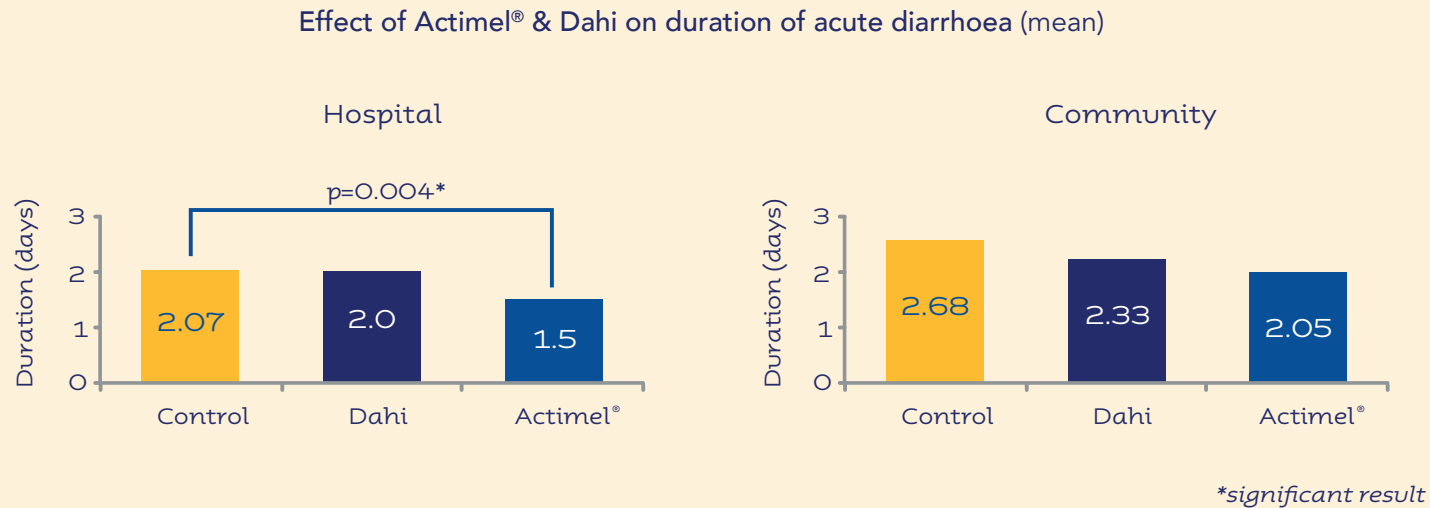 Effect of Actimel® & Dahi on duration of acute diarrhoea (mean)
Hospital
p=0.004*
Duration (days)
3
2
1
0
2.07
2.0
1.5
Control
Dahi
Actimel®
Community
Duration (days)
3
2
1
0
2.68
2.33
2.05
Control
Dahi
Actimel®
*significant result